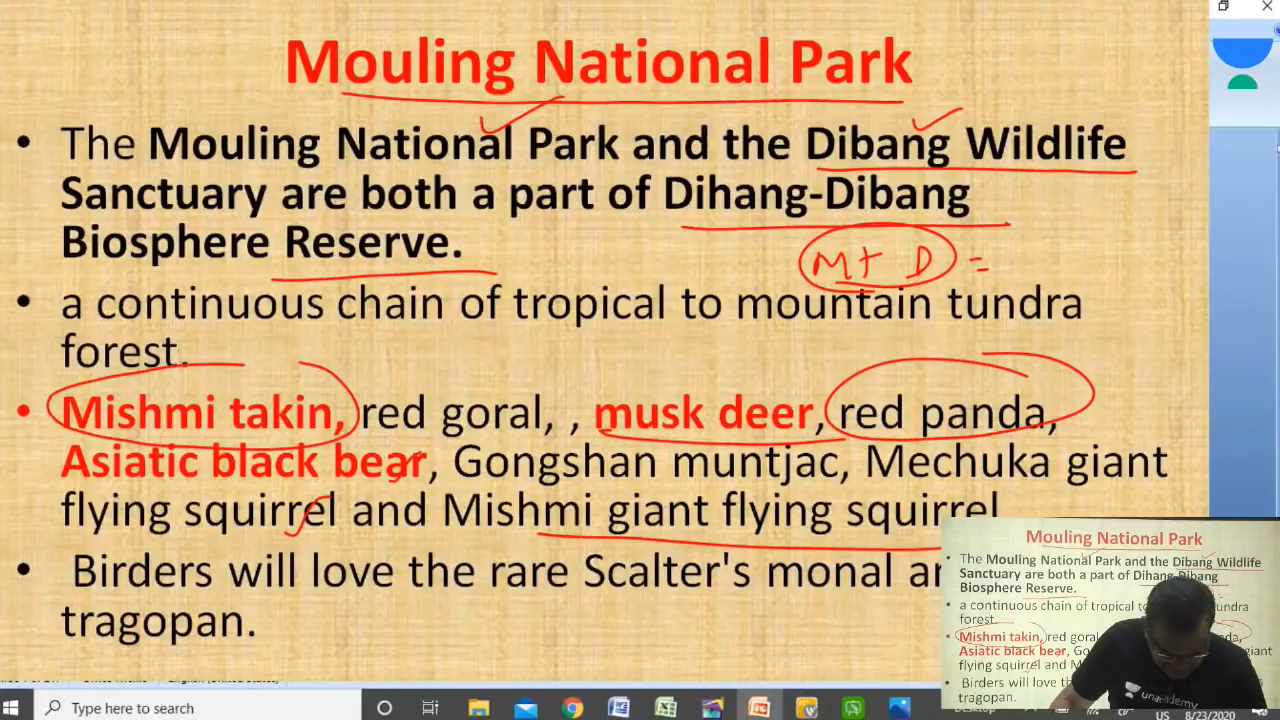 Mouling National Park
• The Mouling National Park and the Dibang Wildlife
Sanctuary are both a part of Dihang-Dibang
Biosphere Reserve.
M+ D =
• a continuous chain of tropical to mountain tundra
forest.
• Mishmi takin, red goral, , musk deer, red panda,
Asiatic black bear, Gongshan muntjac, Mechuka giant
flying squirrel and Mishmi giant flying squirrel
• Birders will love the rare Scalter's monal
tragopan.
Mouling National Park
• The Mouling National Park and the Dibang Wildlife
Sanctuary are both a part of Dihang-Dibang
Biosphere Reserve.
• a continuous chain of tropical to tundra
forest.
• Mishmi takin, red
Asiatic black bear, giant
flying squirrel and
• Birders will love the
tragopan.
unacademy
Type here to search
US 8/23/2020